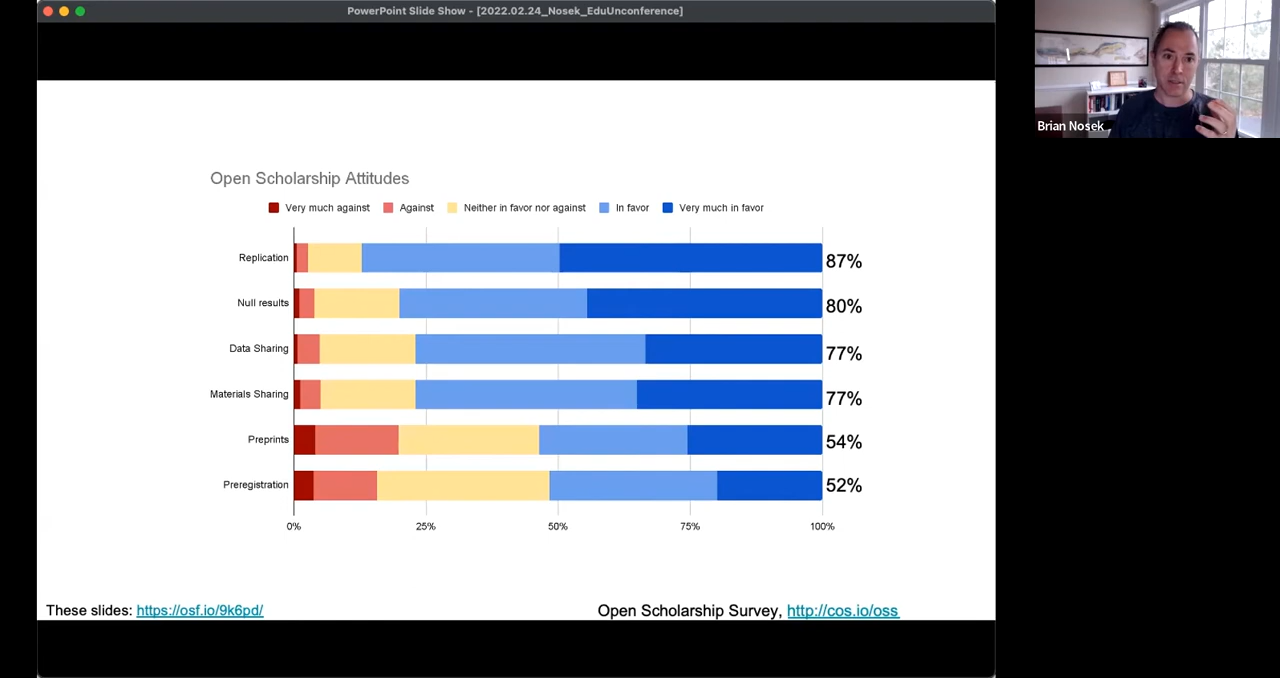 PowerPoint Slide Show - [2022.02.24_Nosek_EduUnconference]
Brian Nosek
Open Scholarship Attitudes
Very much against Against Neither in favor nor against In favor Very much in favor
Replication 87%
Null results 80%
Data Sharing 77%
Materials Sharing 77%
Preprints 54%
Preregistration 52%
0% 25% 50% 75% 100%
These slides: https://osf.io/9k6pd/
Open Scholarship Survey, http://cos.io/oss